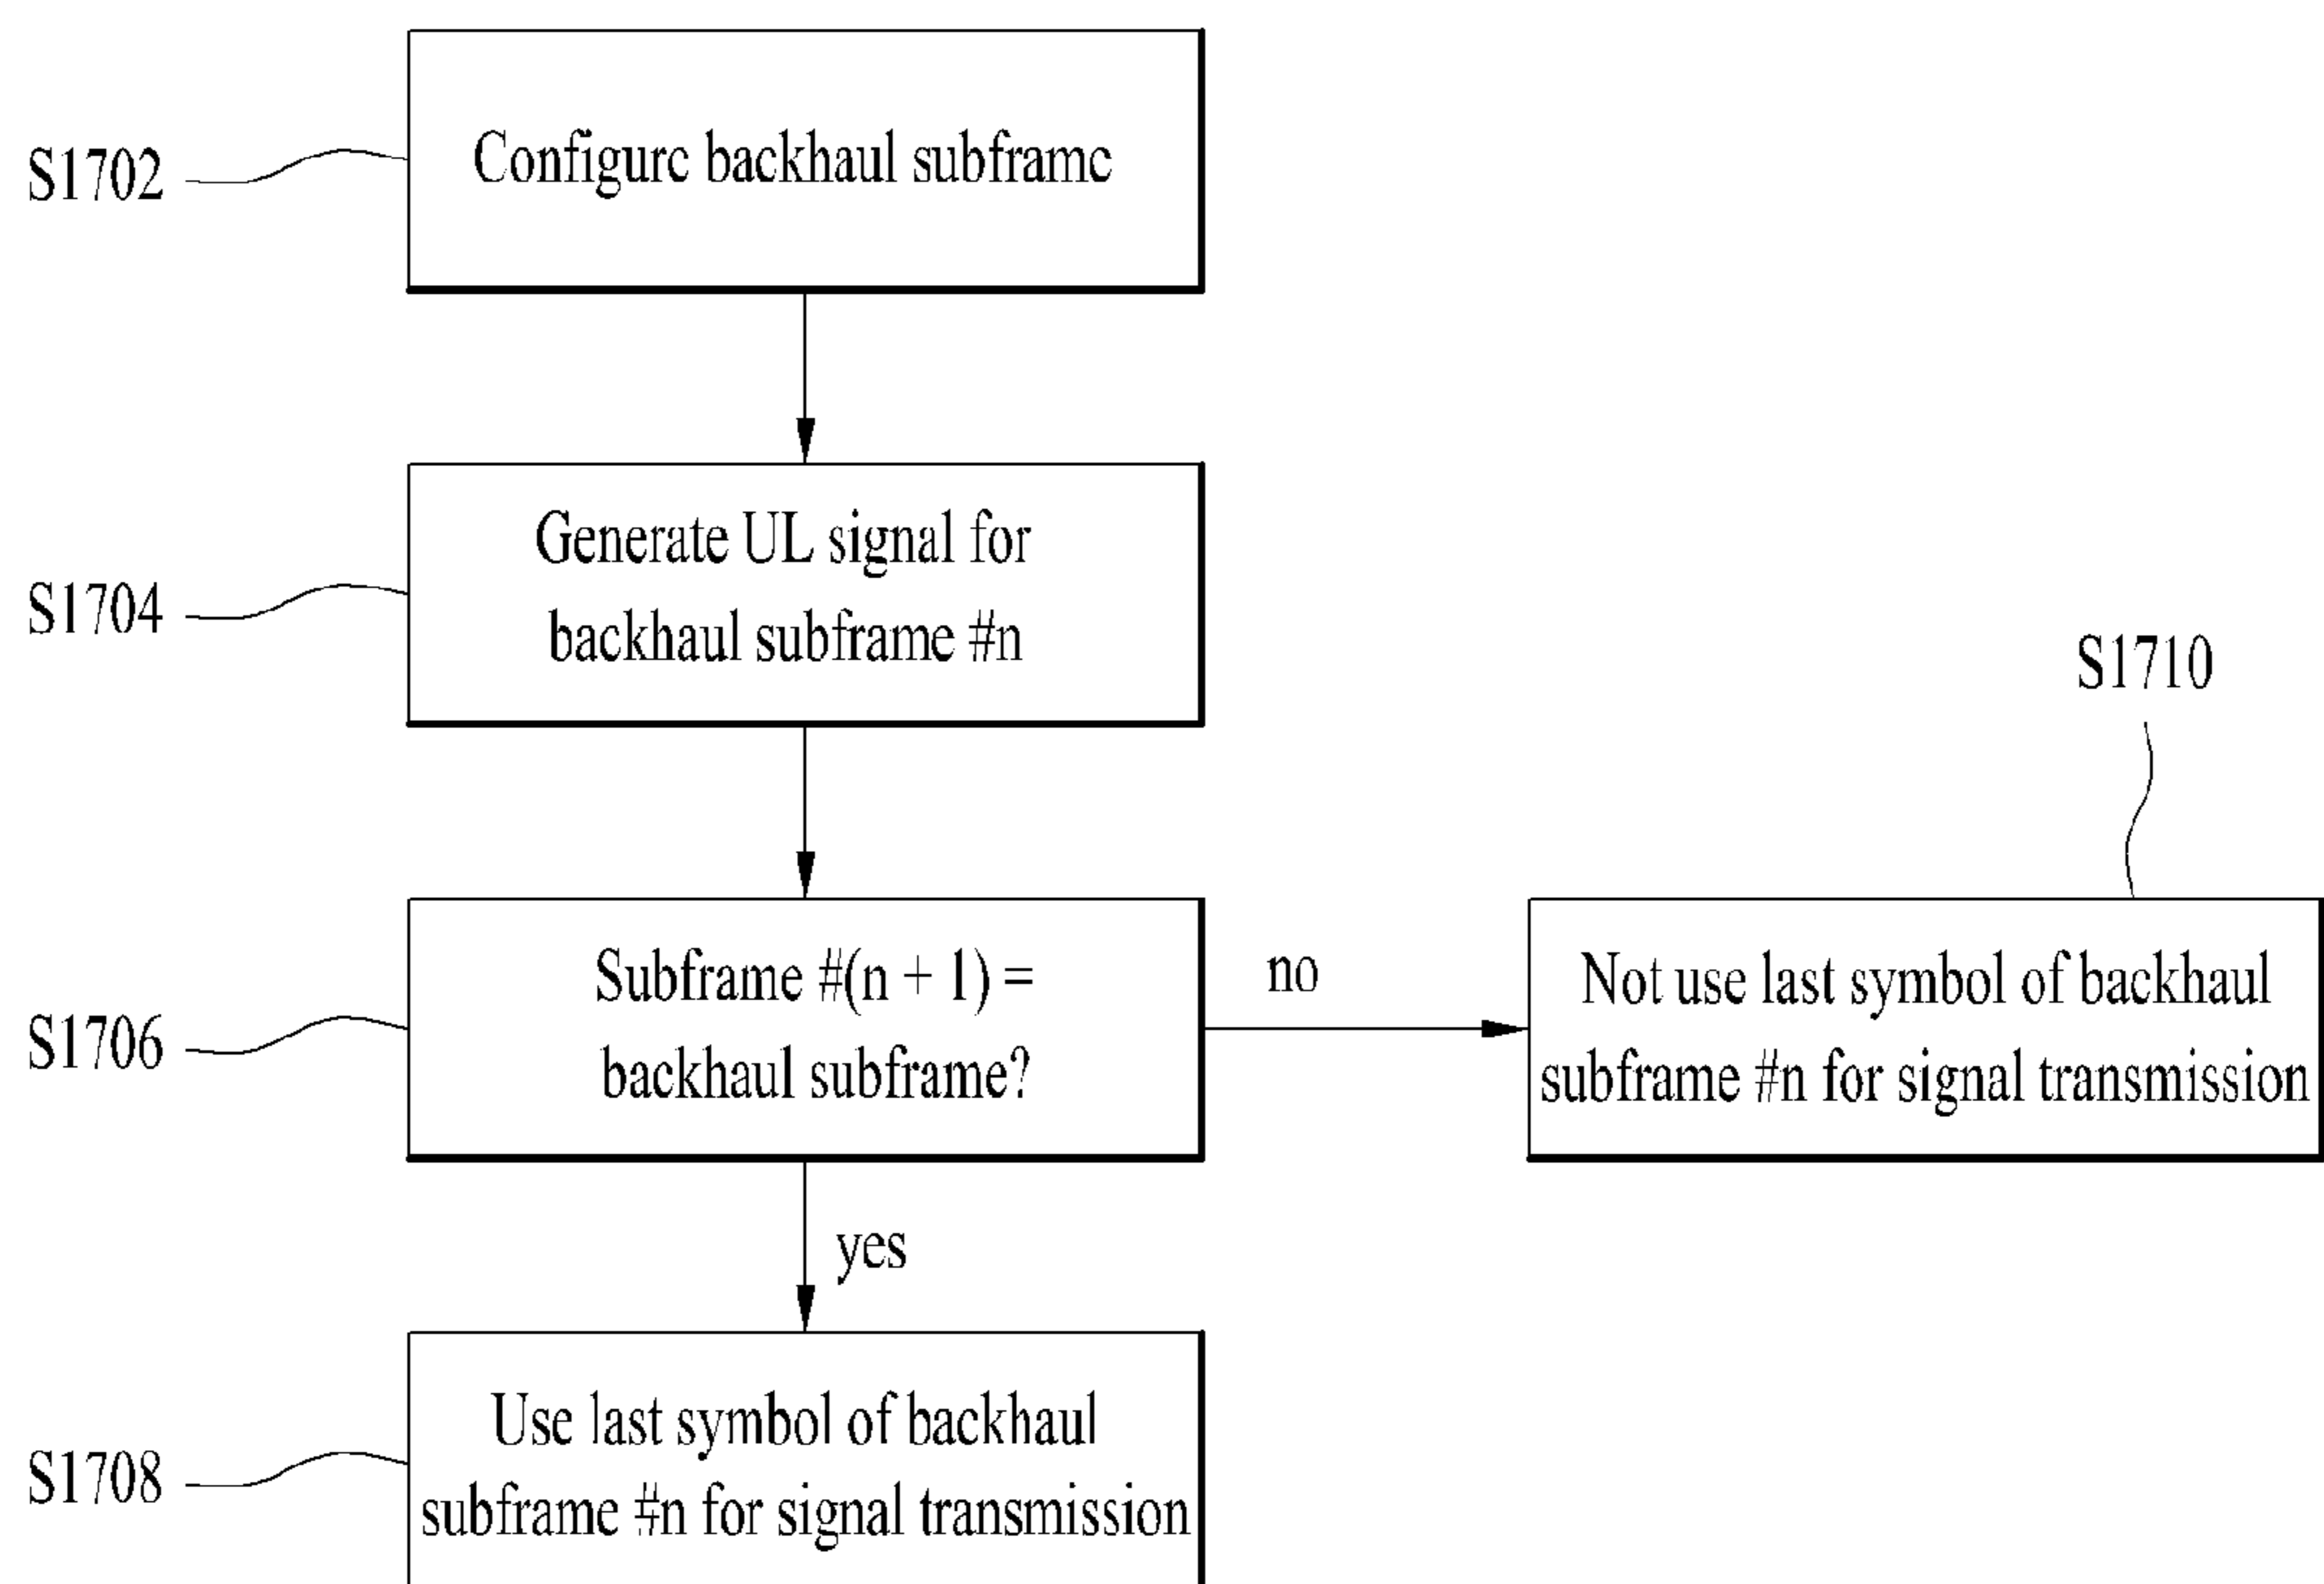 S1702
Configure backhaul subframe
S1704
Generate UL signal for
backhaul subframe #n
S1710
S1706
Subframe #(n + 1) =
backhaul subframe?
no
Not use last symbol of backhaul
subframe #n for signal transmission
yes
S1708
Use last symbol of backhaul
subframe #n for signal transmission